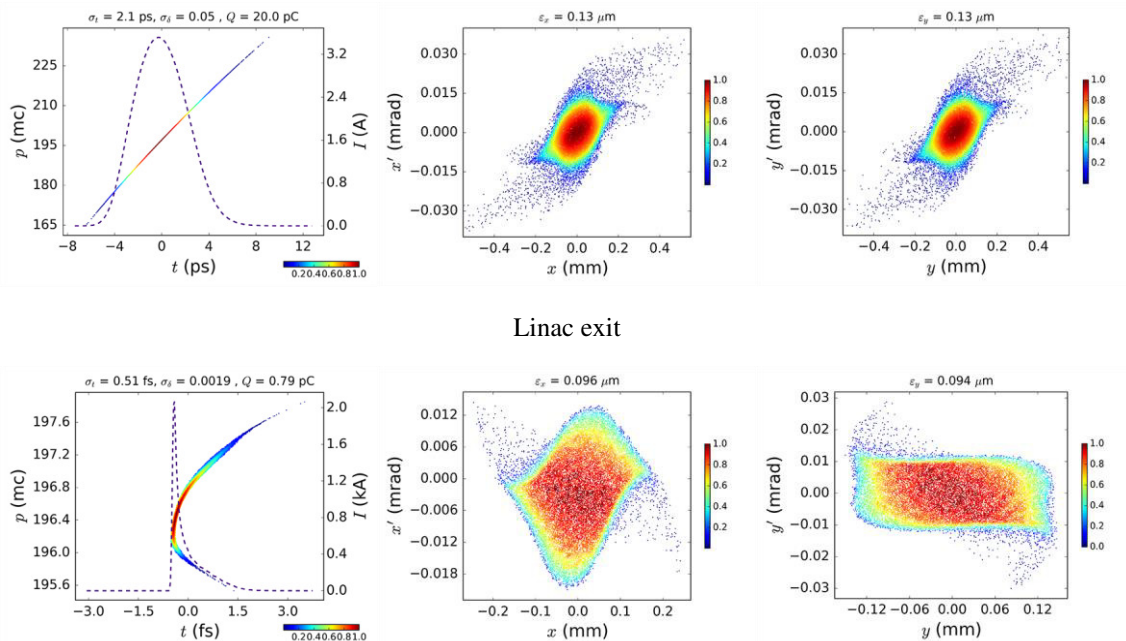 σ_t = 2.1 ps, σ_δ = 0.05 , Q = 20.0 pC
p (mc)
225
210
195
180
165
3.6
3.0
2.4
1.8
1.2
0.6
0.0
I (A)
−8 −4 0 4 8 12
t (ps)
0.20.40.60.81.0
ε_x = 0.13 μm
x′ (mrad)
0.030
0.015
0.000
−0.015
−0.030
1.0
0.8
0.6
0.4
0.2
−0.4 −0.2 0.0 0.2 0.4
x (mm)
ε_y = 0.13 μm
y′ (mrad)
0.030
0.015
0.000
−0.015
−0.030
1.0
0.8
0.6
0.4
0.2
−0.4 −0.2 0.0 0.2 0.4
y (mm)
Linac exit
σ_t = 0.51 fs, σ_δ = 0.0019 , Q = 0.79 pC
p (mc)
197.6
197.2
196.8
196.4
196.0
195.6
2.0
1.6
1.2
0.8
0.4
0.0
I (kA)
−3.0 −1.5 0.0 1.5 3.0
t (fs)
0.20.40.60.81.0
ε_x = 0.096 μm
x′ (mrad)
0.012
0.006
0.000
−0.006
−0.012
−0.018
1.0
0.8
0.6
0.4
0.2
−0.2 −0.1 0.0 0.1 0.2
x (mm)
ε_y = 0.094 μm
y′ (mrad)
0.03
0.02
0.01
0.00
−0.01
−0.02
−0.03
1.0
0.8
0.6
0.4
0.2
0.0
−0.12 −0.06 0.00 0.06 0.12
y (mm)